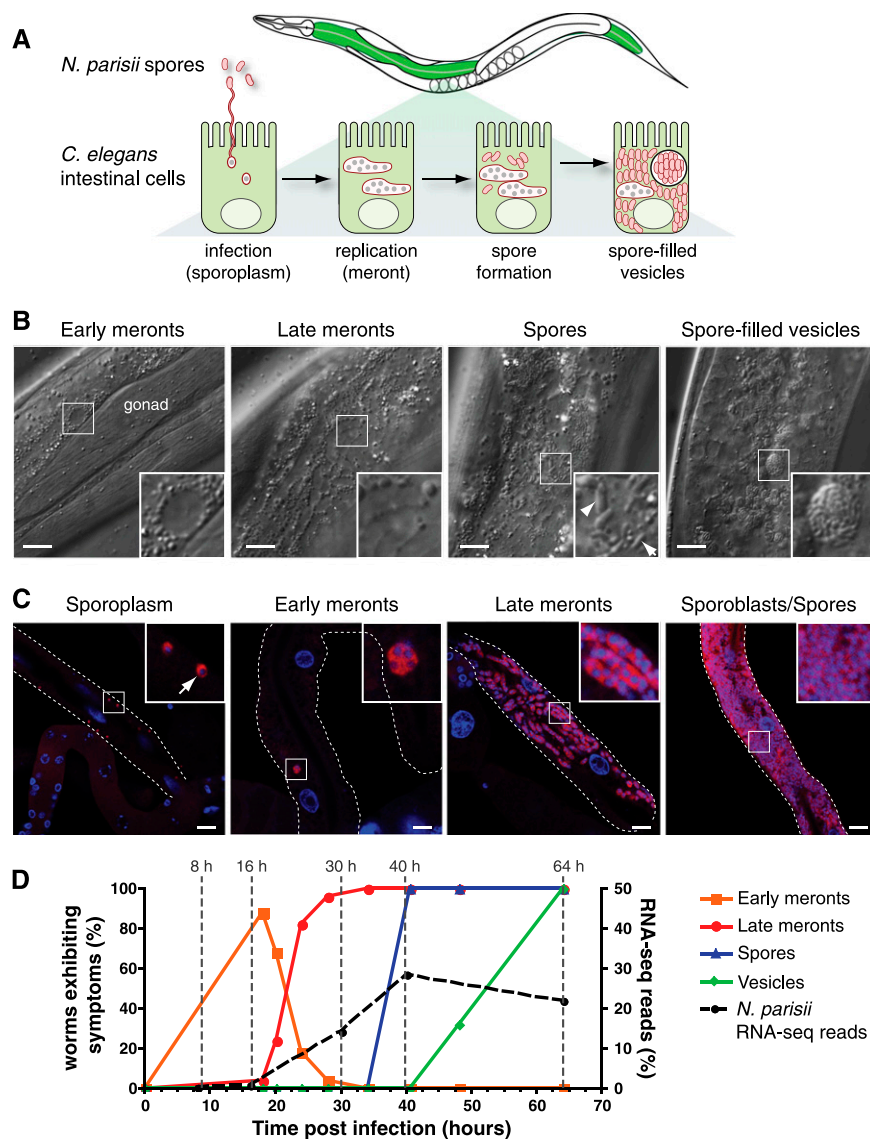 A
N. parisii spores
C. elegans
intestinal cells
infection
(sporoplasm)
replication
(meront)
spore
formation
spore-filled
vesicles
B
Early meronts
Late meronts
Spores
Spore-filled vesicles
gonad
C
Sporoplasm
Early meronts
Late meronts
Sporoblasts/Spores
D
8 h
16 h
30 h
40 h
64 h
100
80
60
40
20
0
worms exhibiting
symptoms (%)
50
40
30
20
10
0
RNA-seq reads
(%)
0
10
20
30
40
50
60
70
Time post infection (hours)
Early meronts
Late meronts
Spores
Vesicles
N. parisii
RNA-seq reads